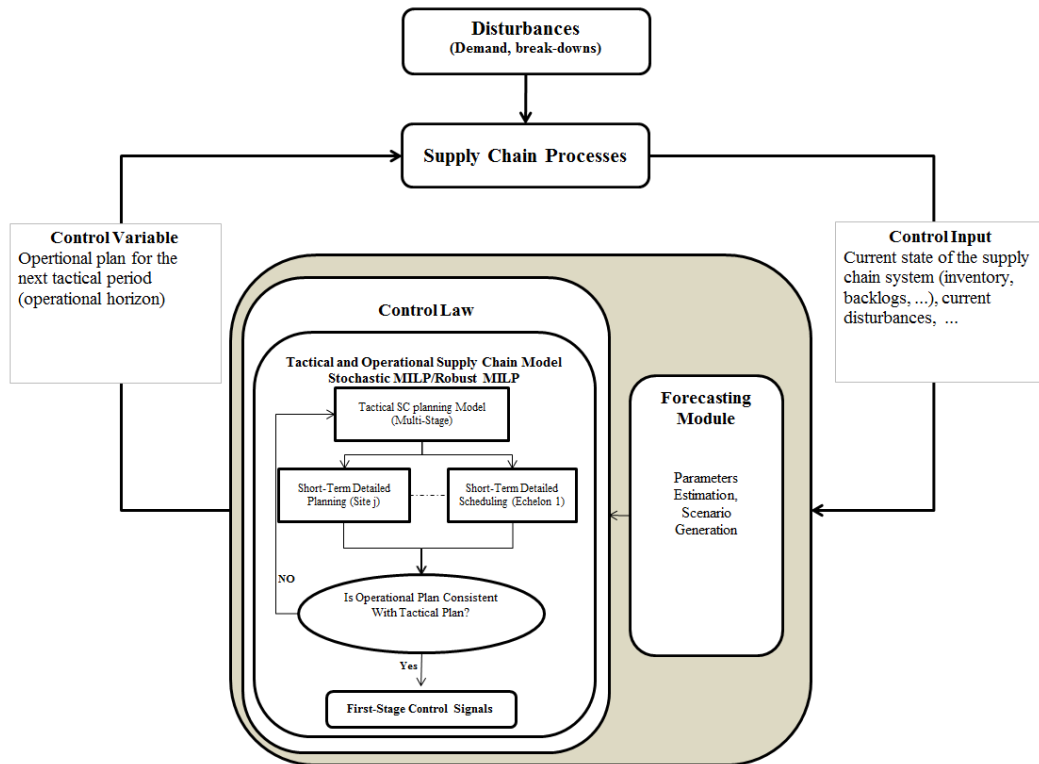 Disturbances
(Demand, break-downs)
Supply Chain Processes
Control Variable
Opertional plan for the
next tactical period
(operational horizon)
Control Input
Current state of the supply
chain system (inventory,
backlogs, ...), current
disturbances, ...
Control Law
Tactical and Operational Supply Chain Model
Stochastic MILP/Robust MILP
Tactical SC planning Model
(Multi-Stage)
Short-Term Detailed
Planning (Site j)
Short-Term Detailed
Scheduling (Echelon 1)
NO
Is Operational Plan Consistent
With Tactical Plan?
Yes
First-Stage Control Signals
Forecasting
Module
Parameters
Estimation,
Scenario
Generation